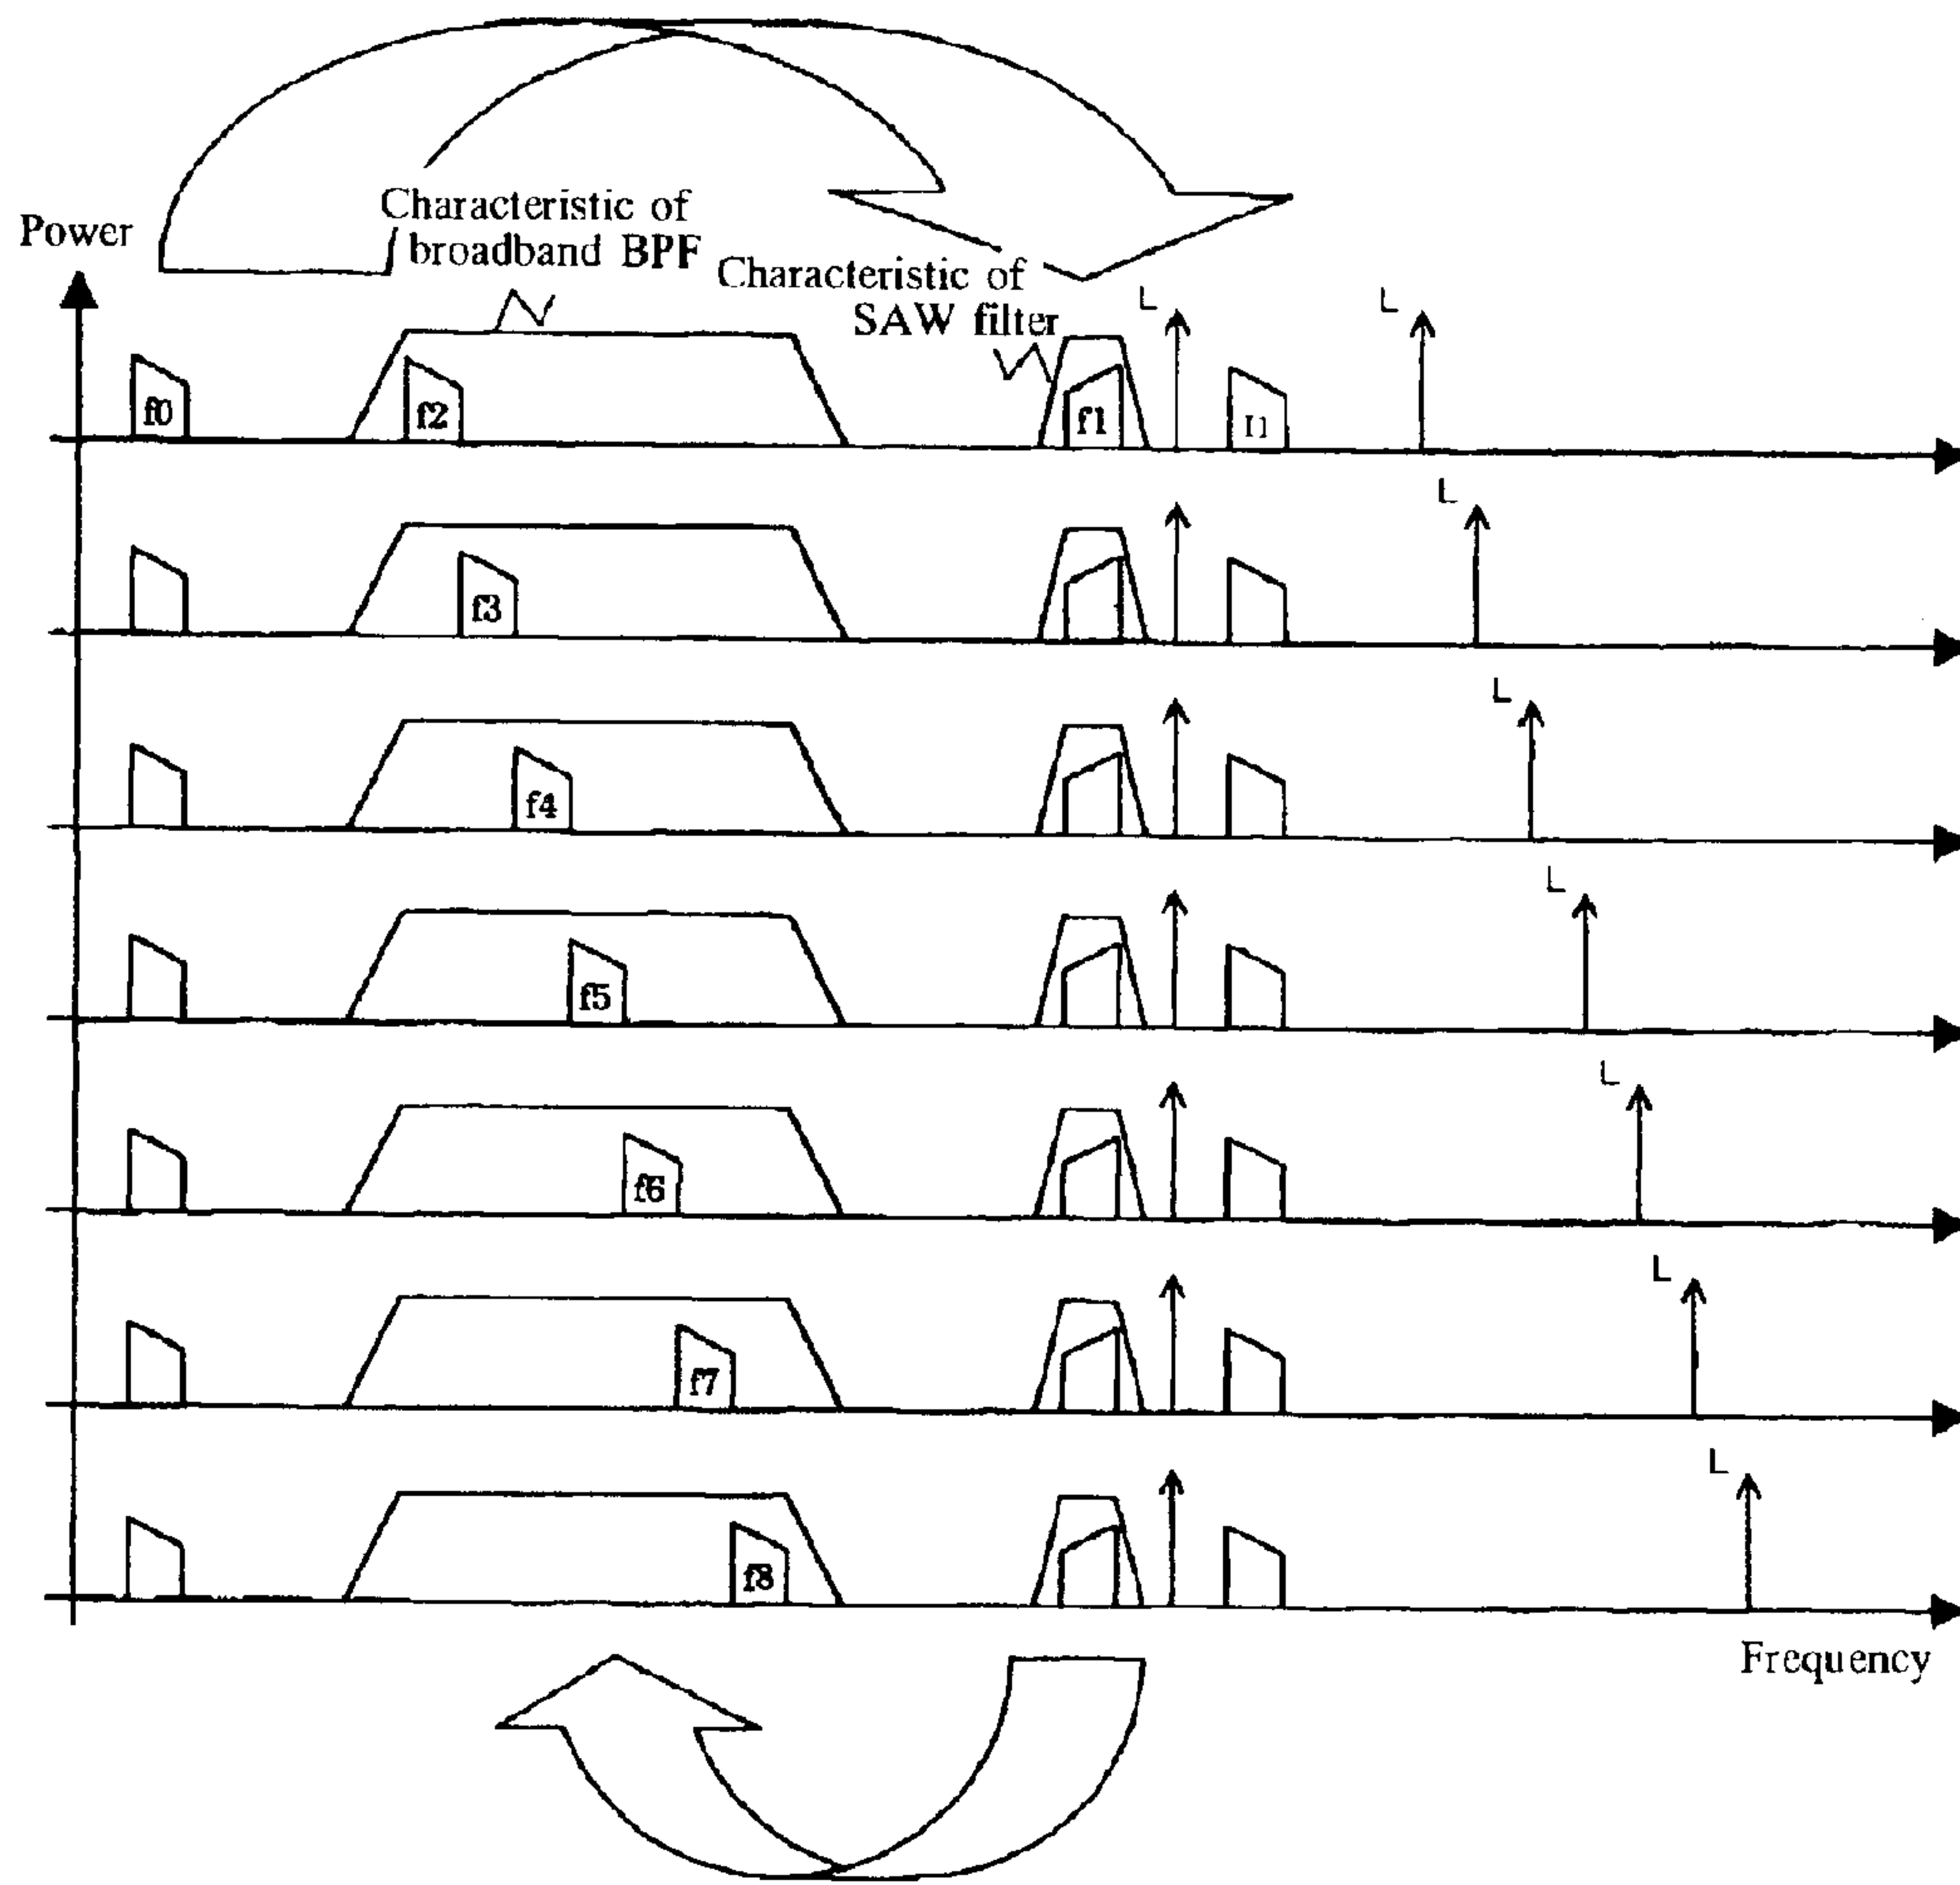 Power
Characteristic of
broadband BPF
Characteristic of
SAW filter
L
L
f0
f2
f1
I1
L
f3
L
f4
L
f5
L
f6
L
f7
L
f8
Frequency